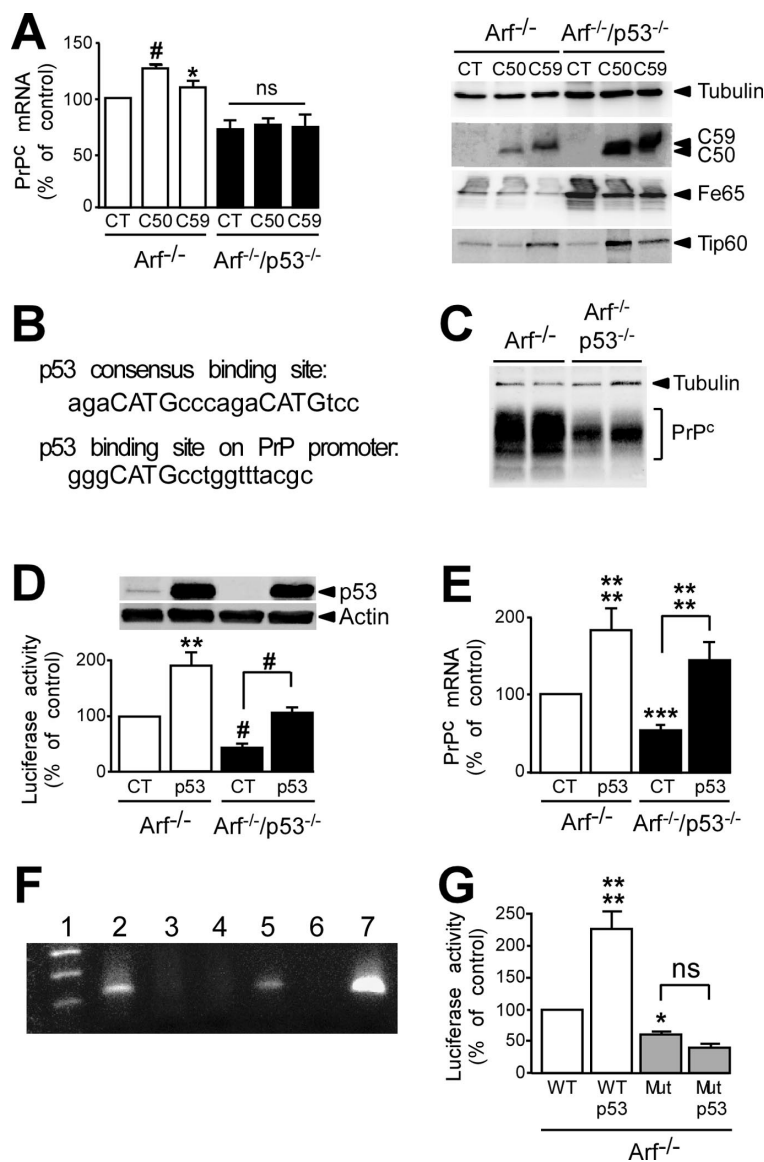 A
PrPc mRNA
(% of control)
150
100
50
0
#
*
ns
CT C50 C59 CT C50 C59
Arf-/- Arf-/-/p53-/-
Arf-/- Arf-/-/p53-/-
CT C50 C59 CT C50 C59
Tubulin
C59
C50
Fe65
Tip60
B
p53 consensus binding site:
agaCATGcccagaCATGtcc
p53 binding site on PrP promoter:
gggCATGcctggtttacgc
C
Arf-/- Arf-/- p53-/-
Tubulin
PrPc
D
p53
Actin
Luciferase activity
(% of control)
200
100
0
**
#
#
CT p53 CT p53
Arf-/- Arf-/-/p53-/-
E
PrPc mRNA
(% of control)
200
100
0
**
**
***
**
**
CT p53 CT p53
Arf-/- Arf-/-/p53-/-
F
1 2 3 4 5 6 7
G
Luciferase activity
(% of control)
250
200
150
100
50
0
**
**
*
ns
WT WT p53 Mut Mut p53
Arf-/-